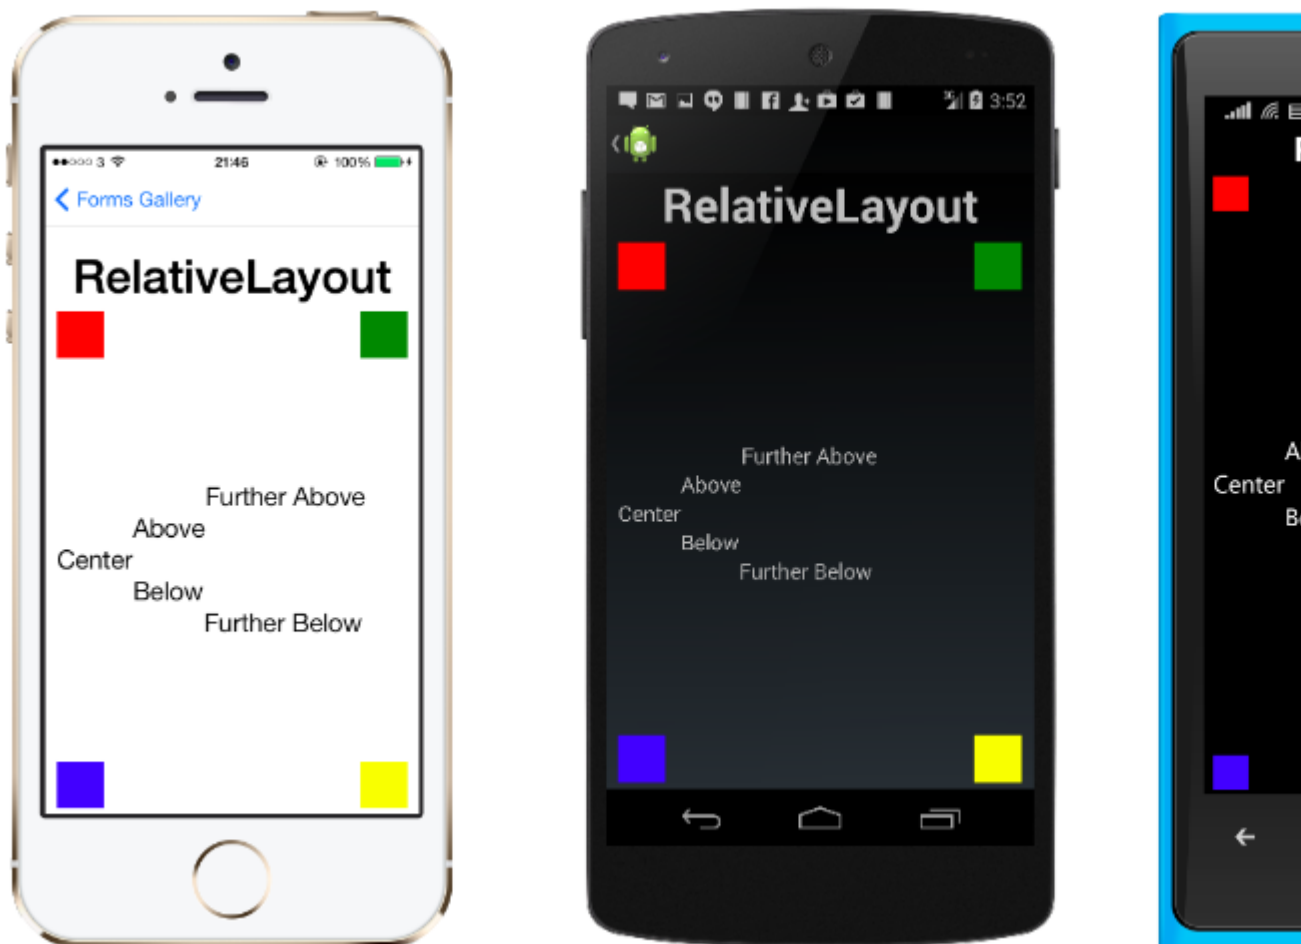 3 21:46 100%
Forms Gallery
RelativeLayout
Further Above
Above
Center
Below
Further Below
3:52
RelativeLayout
Further Above
Above
Center
Below
Further Below
Center